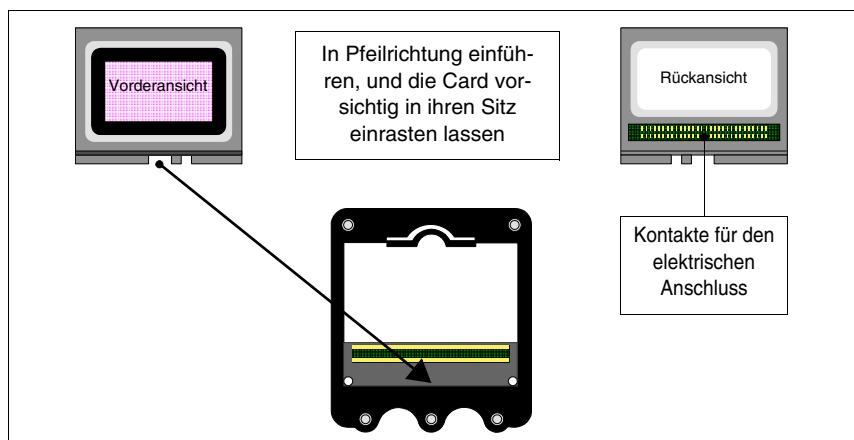 Vorderansicht
In Pfeilrichtung einfüh-
ren, und die Card vor-
sichtig in ihren Sitz
einrasten lassen
Rückansicht
Kontakte für den
elektrischen
Anschluss